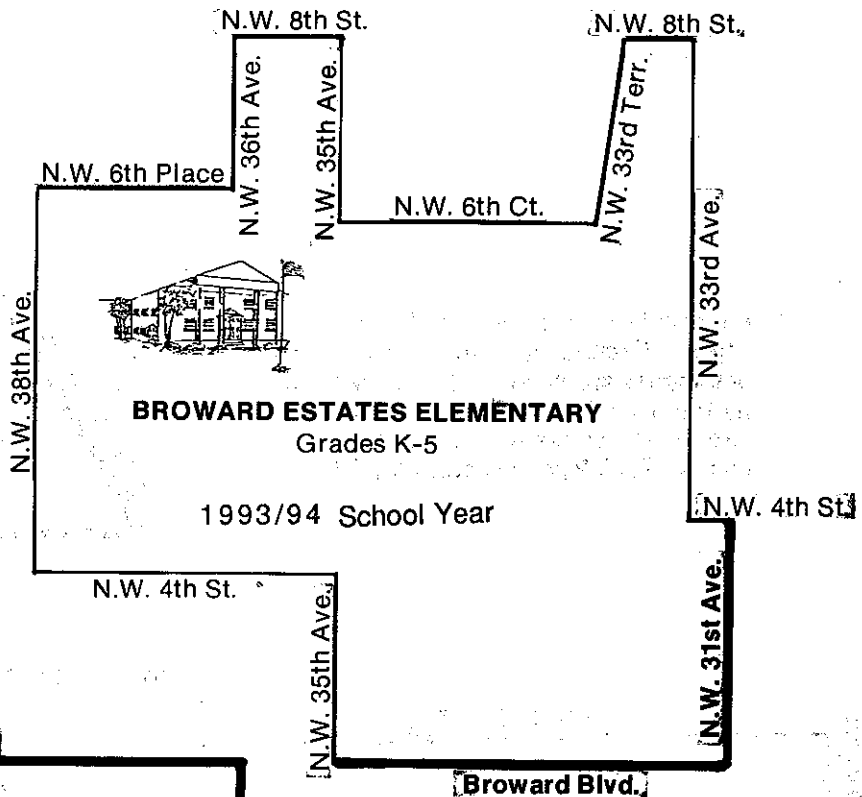 N.W. 8th St.
N.W. 8th St.
N.W. 36th Ave.
N.W. 35th Ave.
N.W. 33rd Terr.
N.W. 6th Place
N.W. 6th Ct.
N.W. 33rd Ave.
N.W. 38th Ave.
BROWARD ESTATES ELEMENTARY
Grades K-5
1993/94 School Year
N.W. 4th St.
N.W. 4th St.
N.W. 35th Ave.
N.W. 31st Ave.
Broward Blvd.